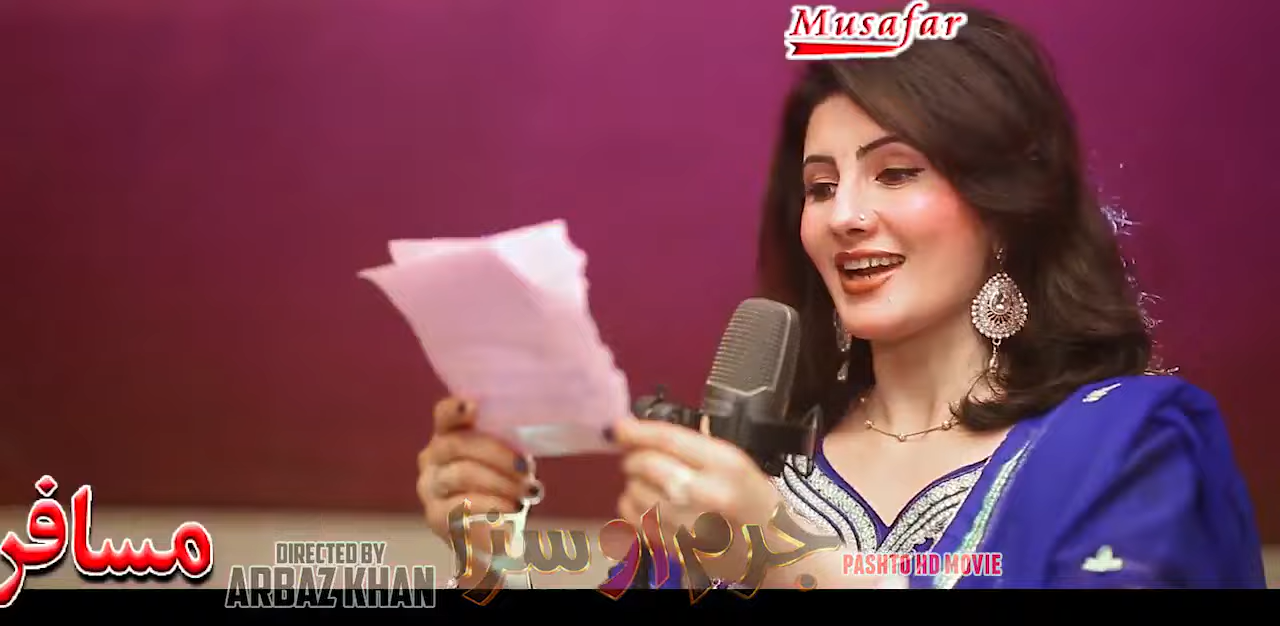 Musafar
مسافر
DIRECTED BY
ARBAZ KHAN
جرم او سزا
PASHTO HD MOVIE